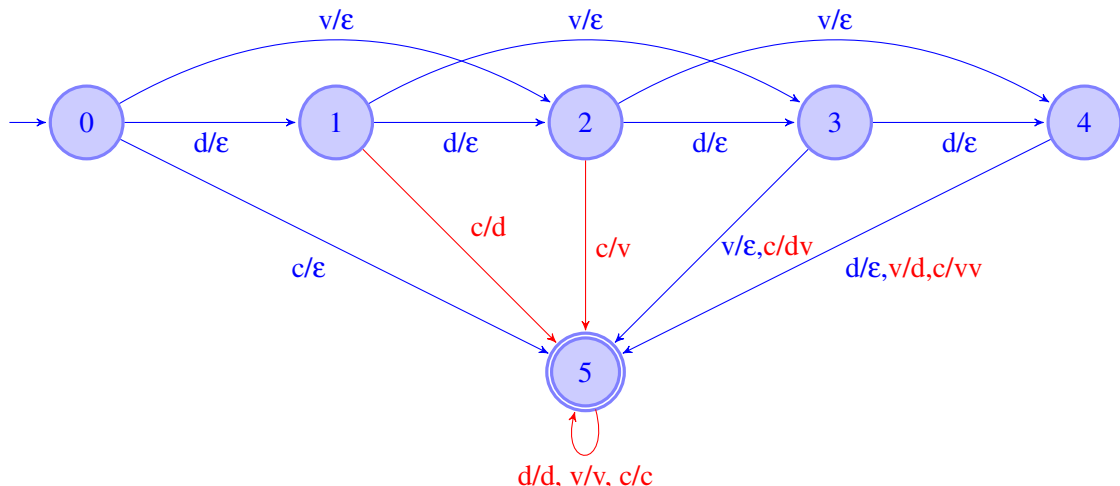 v/ε v/ε v/ε
0 1 2 3 4
d/ε d/ε d/ε d/ε
c/d
c/v
v/ε,c/dv
c/ε
d/ε,v/d,c/vv
5
d/d, v/v, c/c